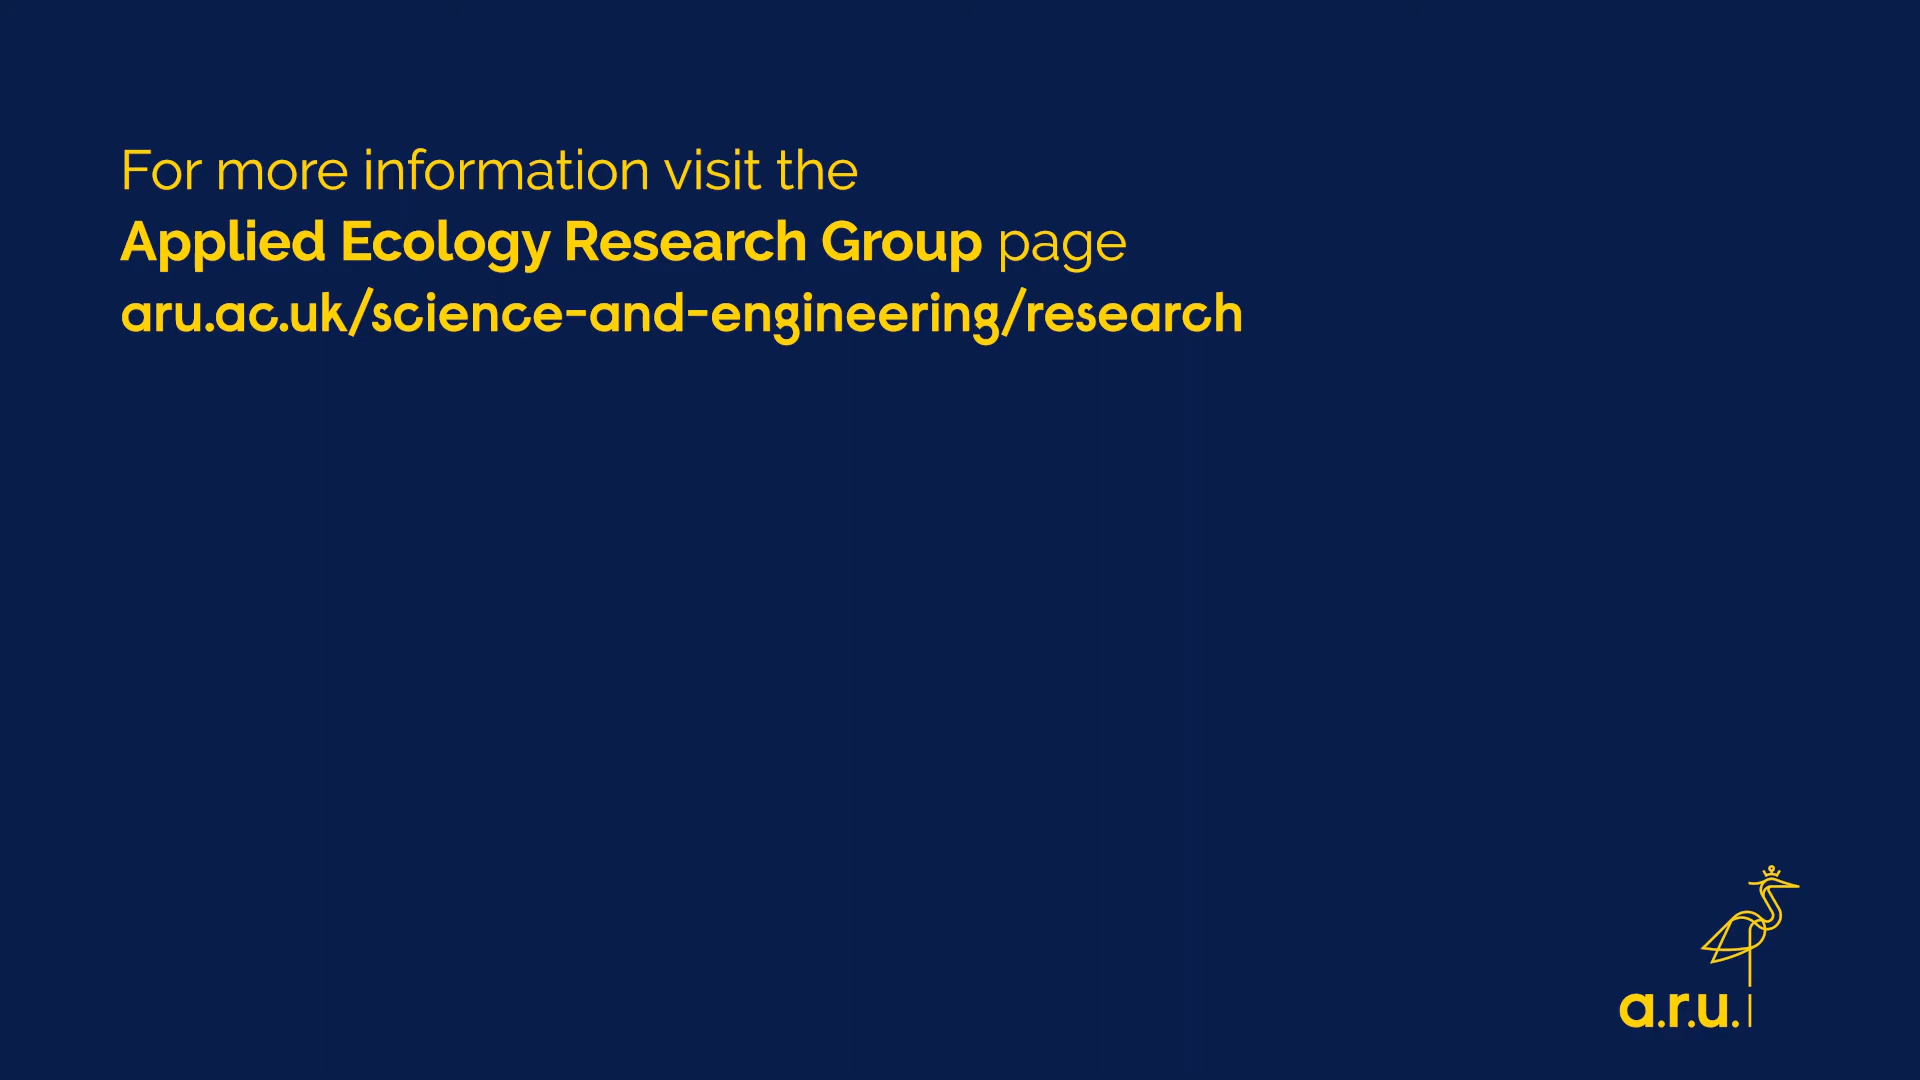 For more information visit the
Applied Ecology Research Group page
aru.ac.uk/science-and-engineering/research
a.r.u.